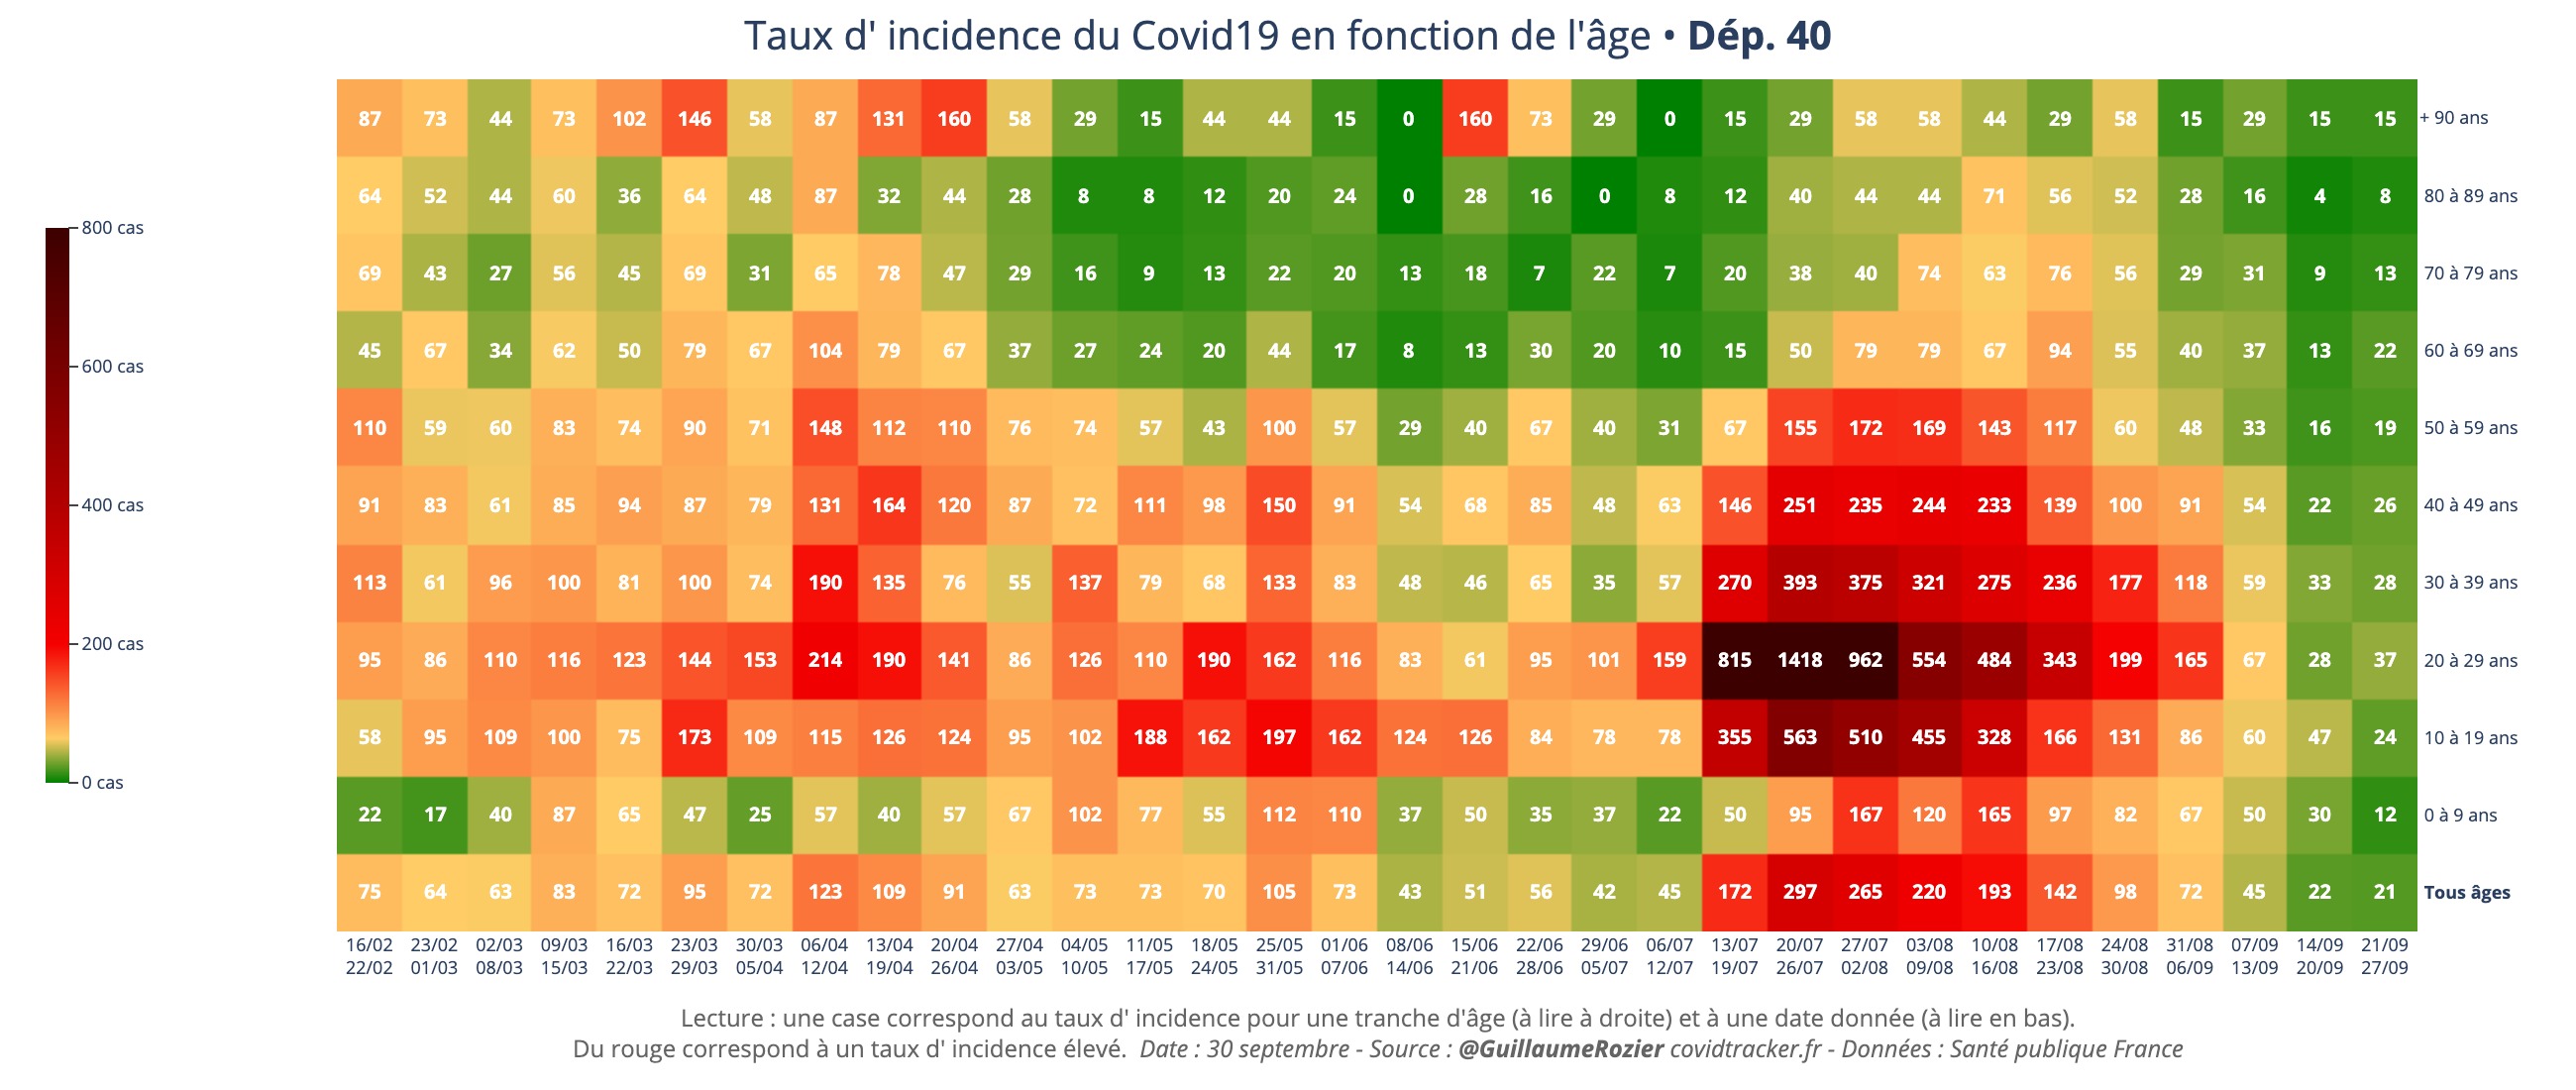 Taux d' incidence du Covid19 en fonction de l'âge • Dép. 40
87 73 44 73 102 146 58 87 131 160 58 29 15 44 44 15 0 160 73 29 0 15 29 58 58 44 29 58 15 29 15 15 + 90 ans
64 52 44 60 36 64 48 87 32 44 28 8 8 12 20 24 0 28 16 0 8 12 40 44 44 71 56 52 28 16 4 8 80 à 89 ans
800 cas
69 43 27 56 45 69 31 65 78 47 29 16 9 13 22 20 13 18 7 22 7 20 38 40 74 63 76 56 29 31 9 13 70 à 79 ans
45 67 34 62 50 79 67 104 79 67 37 27 24 20 44 17 8 13 30 20 10 15 50 79 79 67 94 55 40 37 13 22 60 à 69 ans
600 cas
110 59 60 83 74 90 71 148 112 110 76 74 57 43 100 57 29 40 67 40 31 67 155 172 169 143 117 60 48 33 16 19 50 à 59 ans
400 cas
91 83 61 85 94 87 79 131 164 120 87 72 111 98 150 91 54 68 85 48 63 146 251 235 244 233 139 100 91 54 22 26 40 à 49 ans
113 61 96 100 81 100 74 190 135 76 55 137 79 68 133 83 48 46 65 35 57 270 393 375 321 275 236 177 118 59 33 28 30 à 39 ans
200 cas
95 86 110 116 123 144 153 214 190 141 86 126 110 190 162 116 83 61 95 101 159 815 1418 962 554 484 343 199 165 67 28 37 20 à 29 ans
58 95 109 100 75 173 109 115 126 124 95 102 188 162 197 162 124 126 84 78 78 355 563 510 455 328 166 131 86 60 47 24 10 à 19 ans
0 cas
22 17 40 87 65 47 25 57 40 57 67 102 77 55 112 110 37 50 35 37 22 50 95 167 120 165 97 82 67 50 30 12 0 à 9 ans
75 64 63 83 72 95 72 123 109 91 63 73 73 70 105 73 43 51 56 42 45 172 297 265 220 193 142 98 72 45 22 21 Tous âges
16/02 23/02 02/03 09/03 16/03 23/03 30/03 06/04 13/04 20/04 27/04 04/05 11/05 18/05 25/05 01/06 08/06 15/06 22/06 29/06 06/07 13/07 20/07 27/07 03/08 10/08 17/08 24/08 31/08 07/09 14/09 21/09
22/02 01/03 08/03 15/03 22/03 29/03 05/04 12/04 19/04 26/04 03/05 10/05 17/05 24/05 31/05 07/06 14/06 21/06 28/06 05/07 12/07 19/07 26/07 02/08 09/08 16/08 23/08 30/08 06/09 13/09 20/09 27/09
Lecture : une case correspond au taux d' incidence pour une tranche d'âge (à lire à droite) et à une date donnée (à lire en bas).
Du rouge correspond à un taux d' incidence élevé. Date : 30 septembre - Source : @GuillaumeRozier covidtracker.fr - Données : Santé publique France